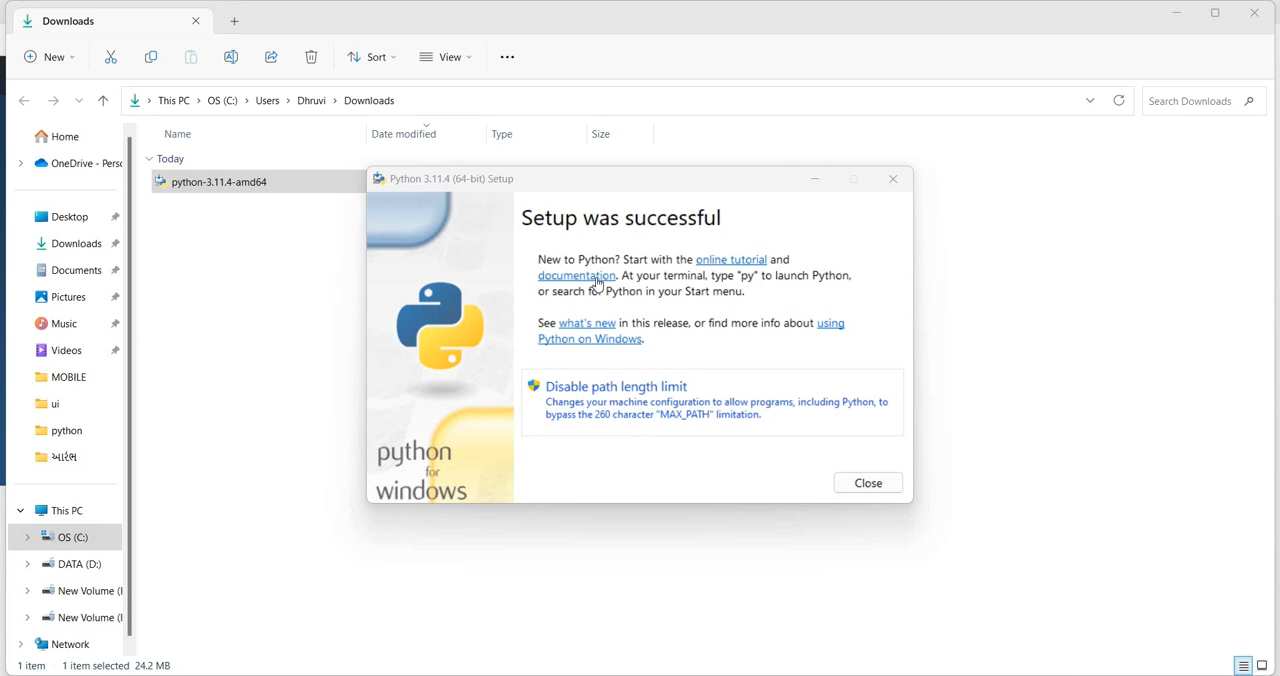 Downloads
New
Sort
View
This PC > OS (C:) > Users > Dhruvi > Downloads
Search Downloads
Home
OneDrive - Perso
Desktop
Downloads
Documents
Pictures
Music
Videos
MOBILE
ui
python
This PC
OS (C:)
DATA (D:)
New Volume (
New Volume (
Network
Name Date modified Type Size
Today
python-3.11.4-amd64
Python 3.11.4 (64-bit) Setup
Setup was successful
New to Python? Start with the online tutorial and
documentation. At your terminal, type "py" to launch Python,
or search for Python in your Start menu.
See what's new in this release, or find more info about using
Python on Windows.
Disable path length limit
Changes your machine configuration to allow programs, including Python, to
bypass the 260 character "MAX_PATH" limitation.
python
for
windows
Close
1 item 1 item selected 24.2 MB